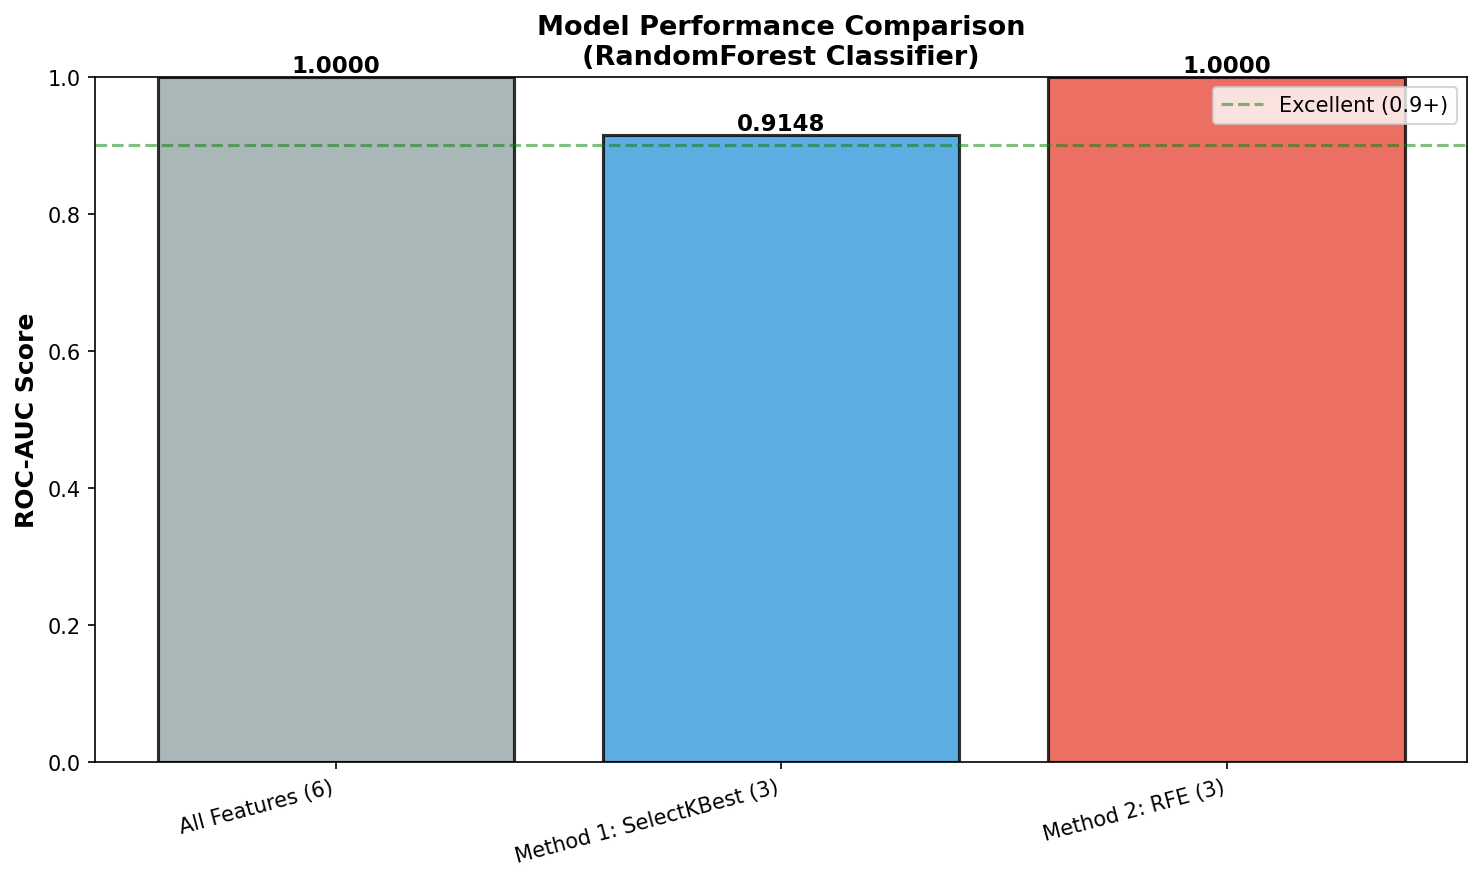 Model Performance Comparison
(RandomForest Classifier)
1.0000
0.9148
1.0000
Excellent (0.9+)
ROC-AUC Score
1.0
0.8
0.6
0.4
0.2
0.0
All Features (6)
Method 1: SelectKBest (3)
Method 2: RFE (3)